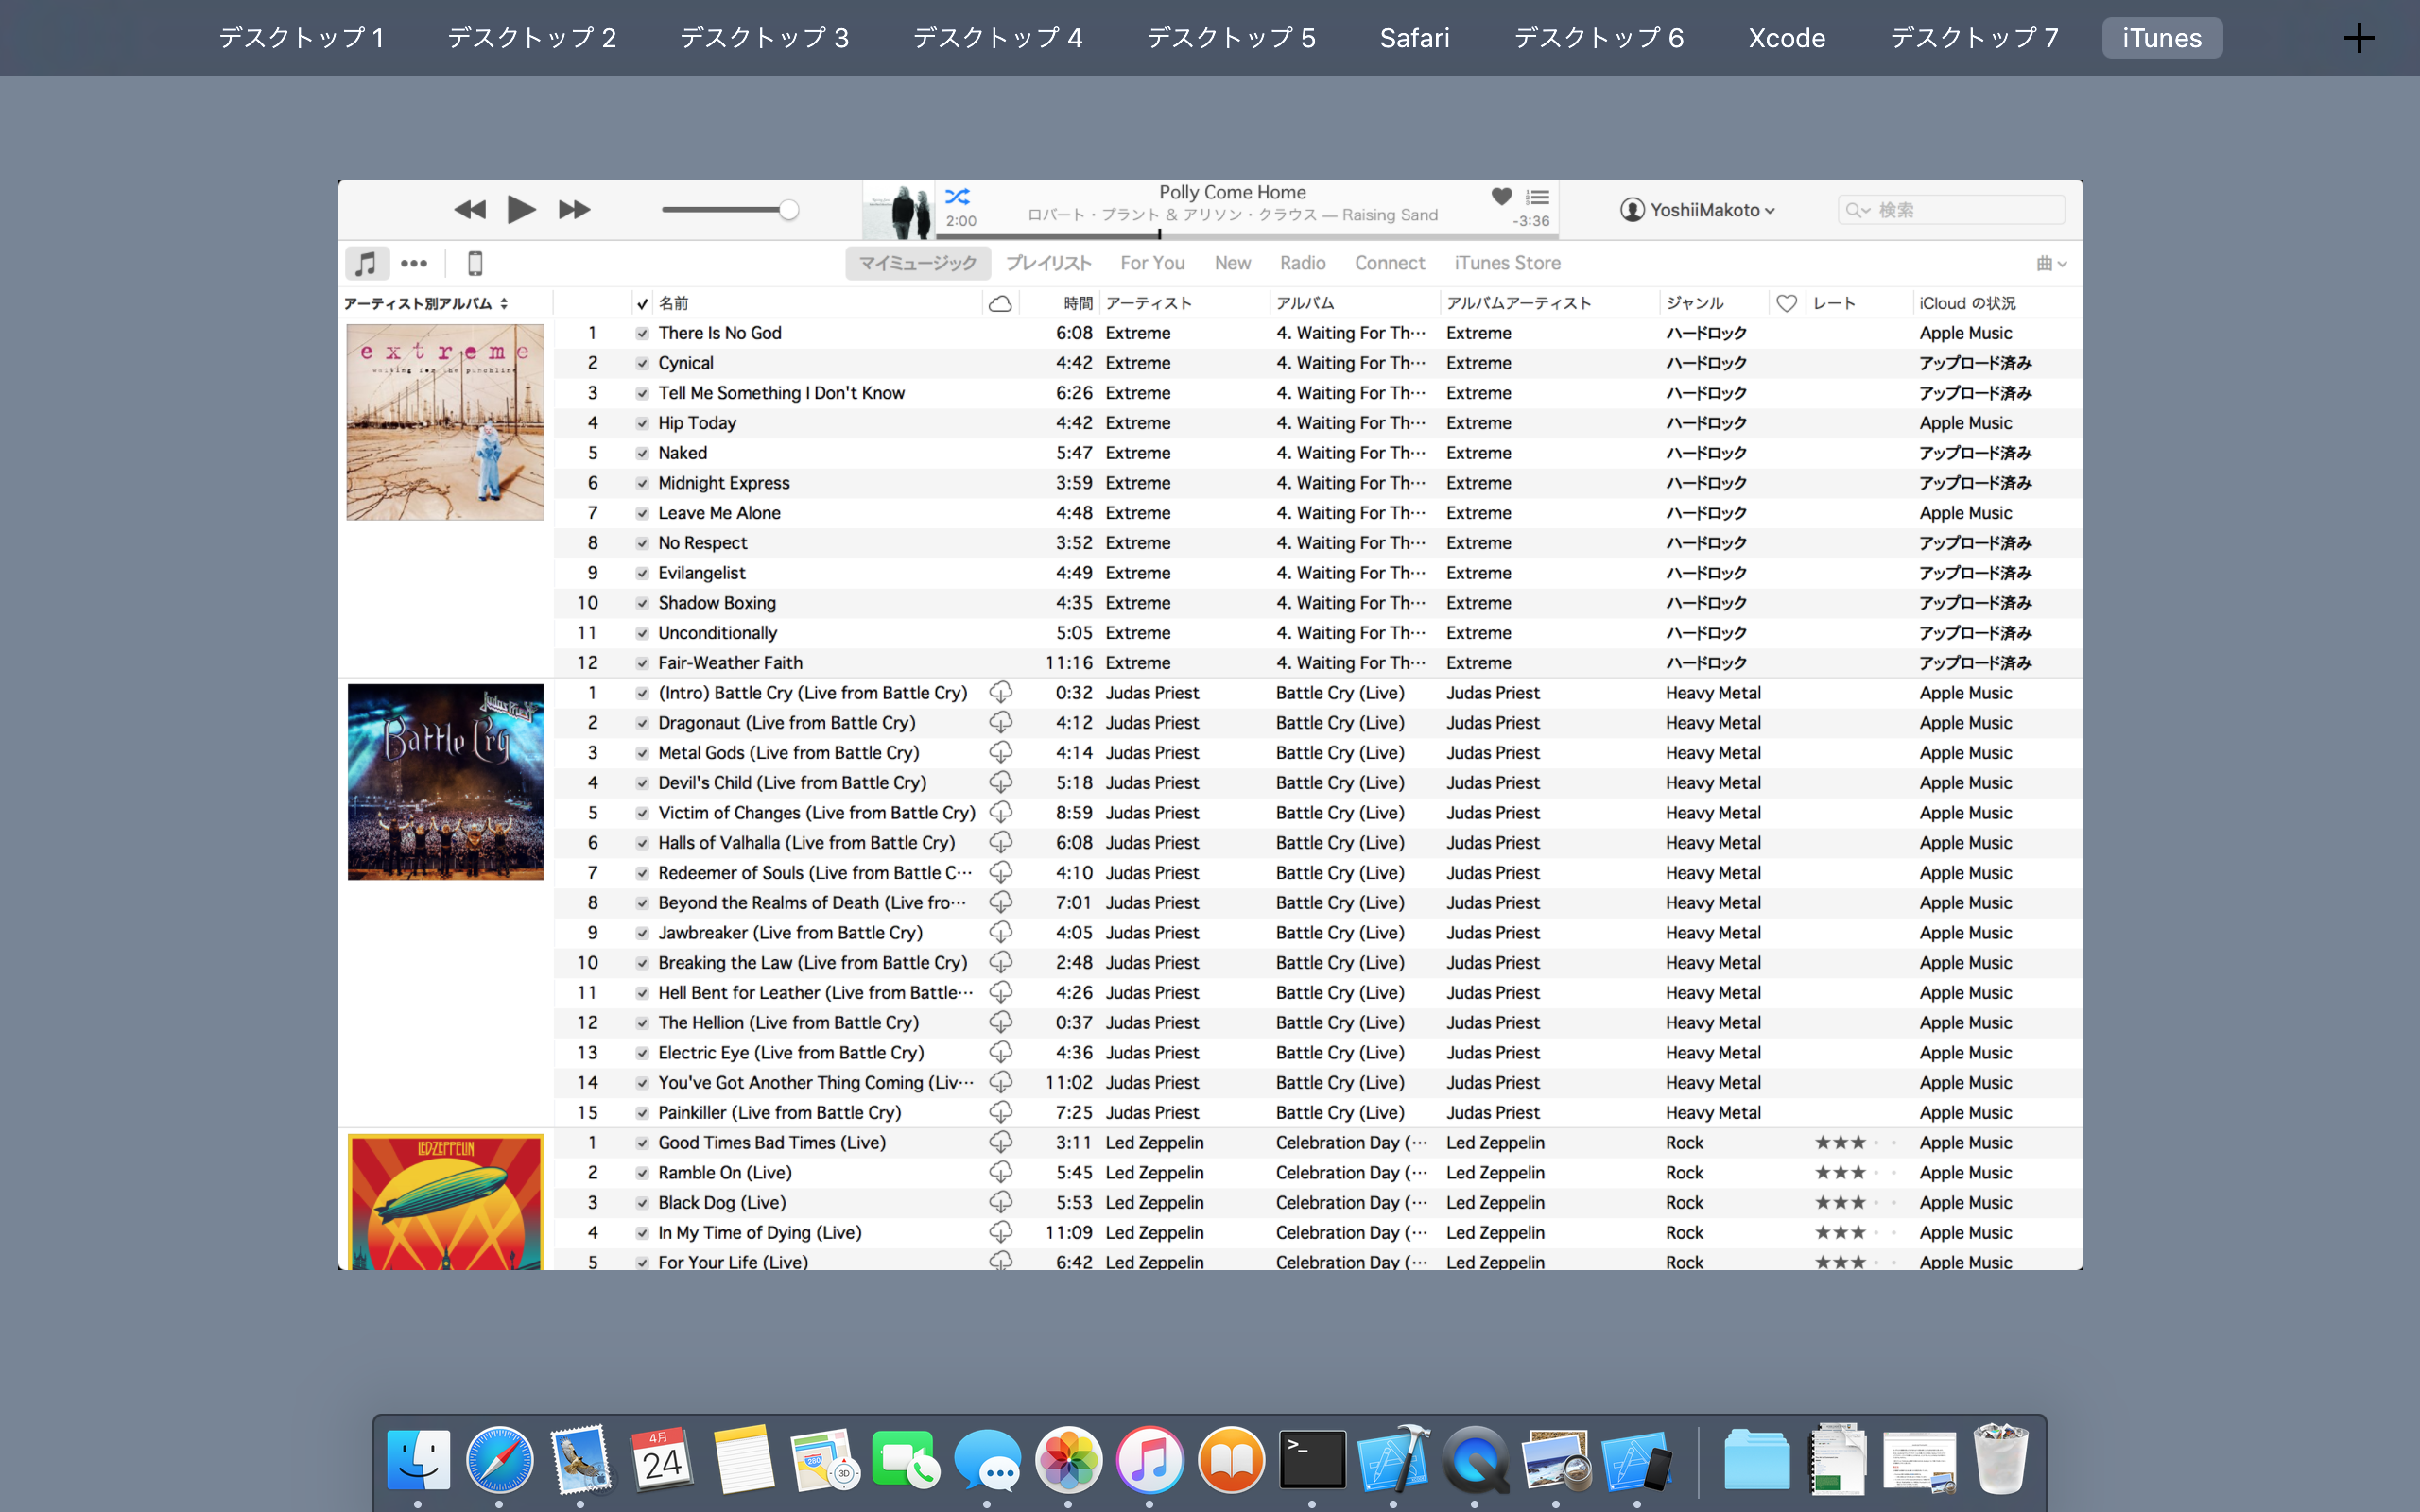 デスクトップ 1 デスクトップ 2 デスクトップ 3 デスクトップ 4 デスクトップ 5 Safari デスクトップ 6 Xcode デスクトップ 7 iTunes
Polly Come Home
2:00 ロバート・プラント & アリソン・クラウス — Raising Sand -3:36
YoshiiMakoto
検索
マイミュージック プレイリスト For You New Radio Connect iTunes Store 曲
アーティスト別アルバム 名前 時間 アーティスト アルバム アルバムアーティスト ジャンル レート iCloud の状況
extreme
waiting for the punchline
1 There Is No God 6:08 Extreme 4. Waiting For Th… Extreme ハードロック Apple Music
2 Cynical 4:42 Extreme 4. Waiting For Th… Extreme ハードロック アップロード済み
3 Tell Me Something I Don't Know 6:26 Extreme 4. Waiting For Th… Extreme ハードロック アップロード済み
4 Hip Today 4:42 Extreme 4. Waiting For Th… Extreme ハードロック Apple Music
5 Naked 5:47 Extreme 4. Waiting For Th… Extreme ハードロック アップロード済み
6 Midnight Express 3:59 Extreme 4. Waiting For Th… Extreme ハードロック アップロード済み
7 Leave Me Alone 4:48 Extreme 4. Waiting For Th… Extreme ハードロック Apple Music
8 No Respect 3:52 Extreme 4. Waiting For Th… Extreme ハードロック アップロード済み
9 Evilangelist 4:49 Extreme 4. Waiting For Th… Extreme ハードロック アップロード済み
10 Shadow Boxing 4:35 Extreme 4. Waiting For Th… Extreme ハードロック アップロード済み
11 Unconditionally 5:05 Extreme 4. Waiting For Th… Extreme ハードロック アップロード済み
12 Fair-Weather Faith 11:16 Extreme 4. Waiting For Th… Extreme ハードロック アップロード済み
Judas Priest
Battle Cry
1 (Intro) Battle Cry (Live from Battle Cry) 0:32 Judas Priest Battle Cry (Live) Judas Priest Heavy Metal Apple Music
2 Dragonaut (Live from Battle Cry) 4:12 Judas Priest Battle Cry (Live) Judas Priest Heavy Metal Apple Music
3 Metal Gods (Live from Battle Cry) 4:14 Judas Priest Battle Cry (Live) Judas Priest Heavy Metal Apple Music
4 Devil's Child (Live from Battle Cry) 5:18 Judas Priest Battle Cry (Live) Judas Priest Heavy Metal Apple Music
5 Victim of Changes (Live from Battle Cry) 8:59 Judas Priest Battle Cry (Live) Judas Priest Heavy Metal Apple Music
6 Halls of Valhalla (Live from Battle Cry) 6:08 Judas Priest Battle Cry (Live) Judas Priest Heavy Metal Apple Music
7 Redeemer of Souls (Live from Battle C… 4:10 Judas Priest Battle Cry (Live) Judas Priest Heavy Metal Apple Music
8 Beyond the Realms of Death (Live fro… 7:01 Judas Priest Battle Cry (Live) Judas Priest Heavy Metal Apple Music
9 Jawbreaker (Live from Battle Cry) 4:05 Judas Priest Battle Cry (Live) Judas Priest Heavy Metal Apple Music
10 Breaking the Law (Live from Battle Cry) 2:48 Judas Priest Battle Cry (Live) Judas Priest Heavy Metal Apple Music
11 Hell Bent for Leather (Live from Battle… 4:26 Judas Priest Battle Cry (Live) Judas Priest Heavy Metal Apple Music
12 The Hellion (Live from Battle Cry) 0:37 Judas Priest Battle Cry (Live) Judas Priest Heavy Metal Apple Music
13 Electric Eye (Live from Battle Cry) 4:36 Judas Priest Battle Cry (Live) Judas Priest Heavy Metal Apple Music
14 You've Got Another Thing Coming (Liv… 11:02 Judas Priest Battle Cry (Live) Judas Priest Heavy Metal Apple Music
15 Painkiller (Live from Battle Cry) 7:25 Judas Priest Battle Cry (Live) Judas Priest Heavy Metal Apple Music
LED ZEPPELIN
1 Good Times Bad Times (Live) 3:11 Led Zeppelin Celebration Day (… Led Zeppelin Rock ★★★ Apple Music
2 Ramble On (Live) 5:45 Led Zeppelin Celebration Day (… Led Zeppelin Rock ★★★ Apple Music
3 Black Dog (Live) 5:53 Led Zeppelin Celebration Day (… Led Zeppelin Rock ★★★ Apple Music
4 In My Time of Dying (Live) 11:09 Led Zeppelin Celebration Day (… Led Zeppelin Rock ★★★ Apple Music
5 For Your Life (Live) 6:42 Led Zeppelin Celebration Day (… Led Zeppelin Rock ★★★ Apple Music
4月
24
280
3D
>_